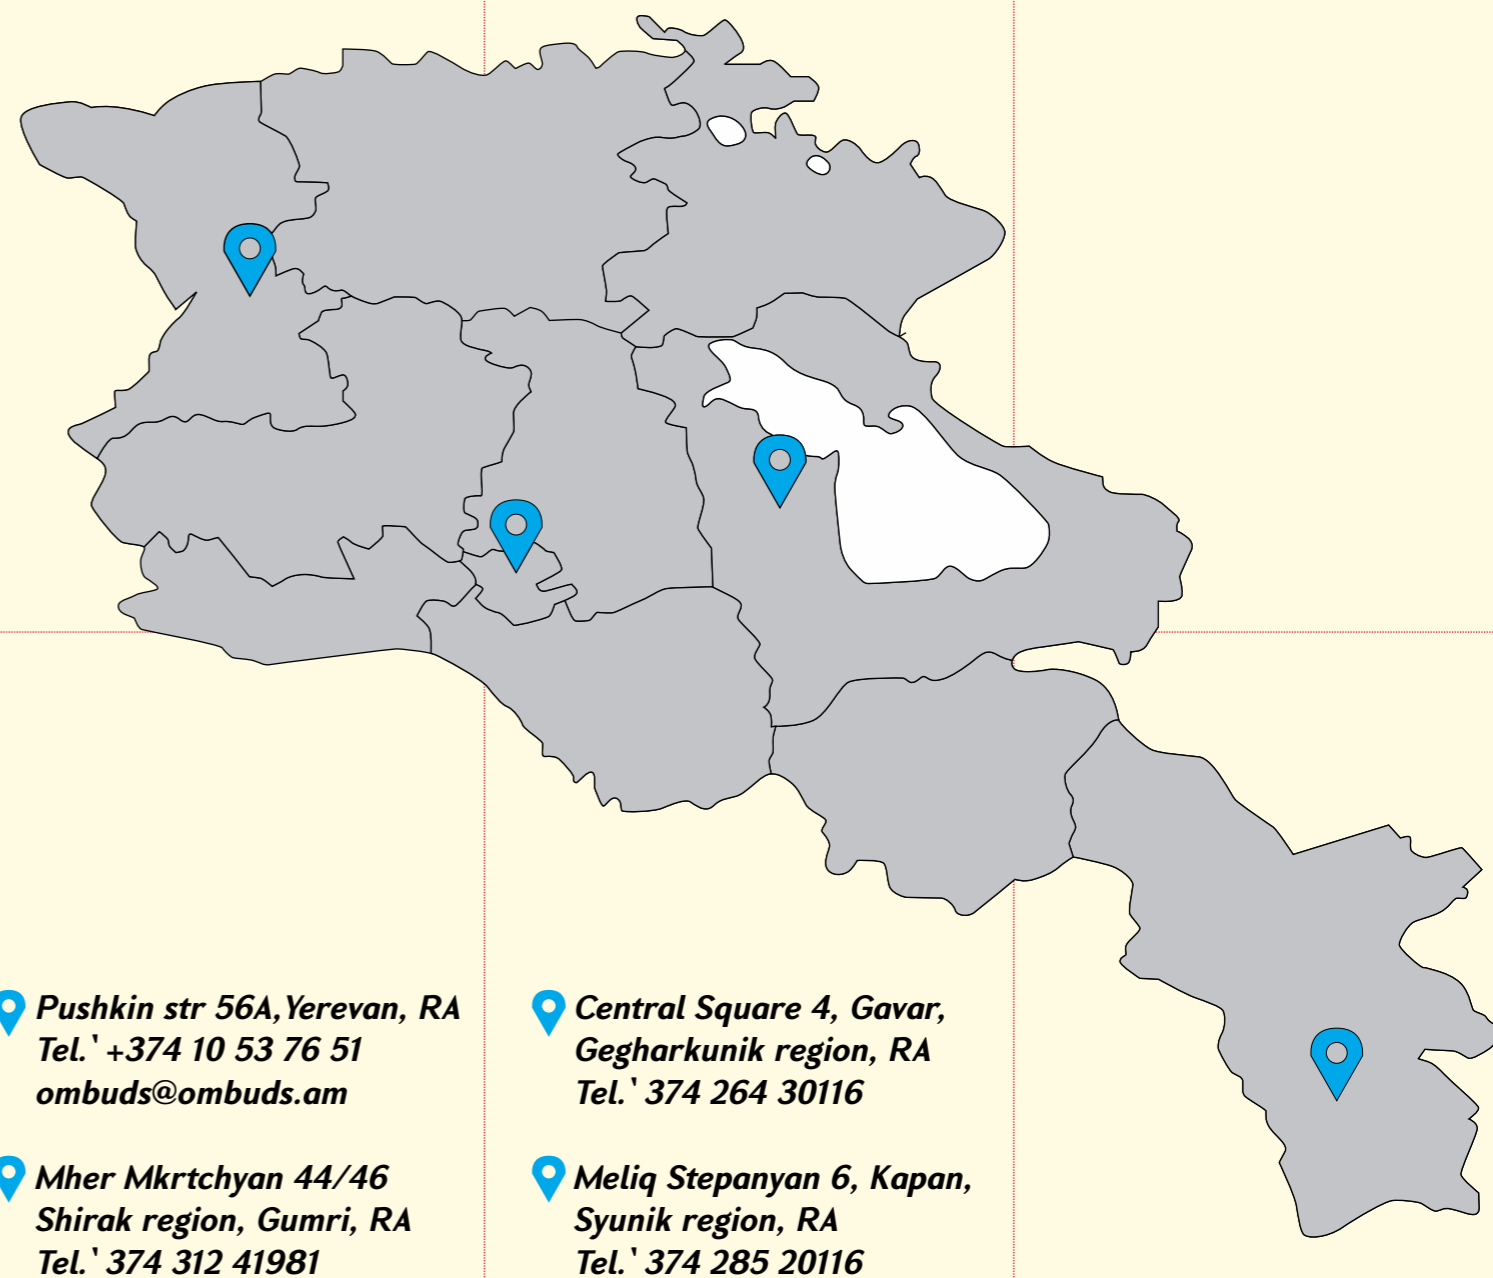 Pushkin str 56A, Yerevan, RA
Tel.` +374 10 53 76 51
ombuds@ombuds.am
Central Square 4, Gavar,
Gegharkunik region, RA
Tel.` 374 264 30116
Mher Mkrtchyan 44/46
Shirak region, Gumri, RA
Tel.` 374 312 41981
Meliq Stepanyan 6, Kapan,
Syunik region, RA
Tel.` 374 285 20116